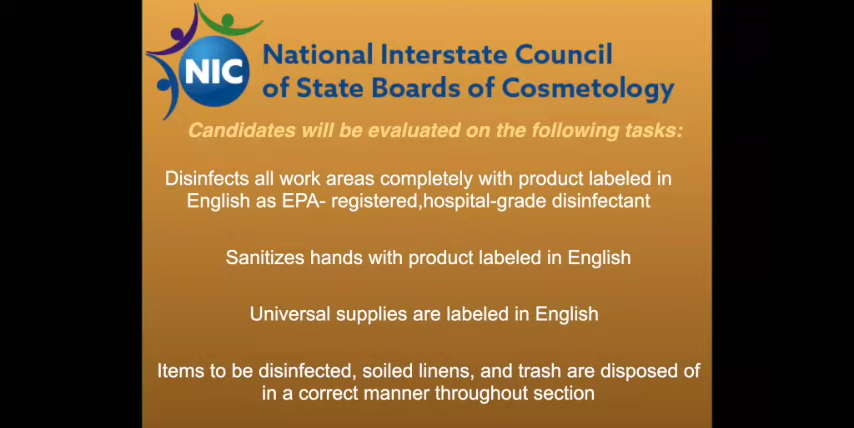 NIC
National Interstate Council
of State Boards of Cosmetology
Candidates will be evaluated on the following tasks:
Disinfects all work areas completely with product labeled in
English as EPA- registered,hospital-grade disinfectant
Sanitizes hands with product labeled in English
Universal supplies are labeled in English
Items to be disinfected, soiled linens, and trash are disposed of
in a correct manner throughout section